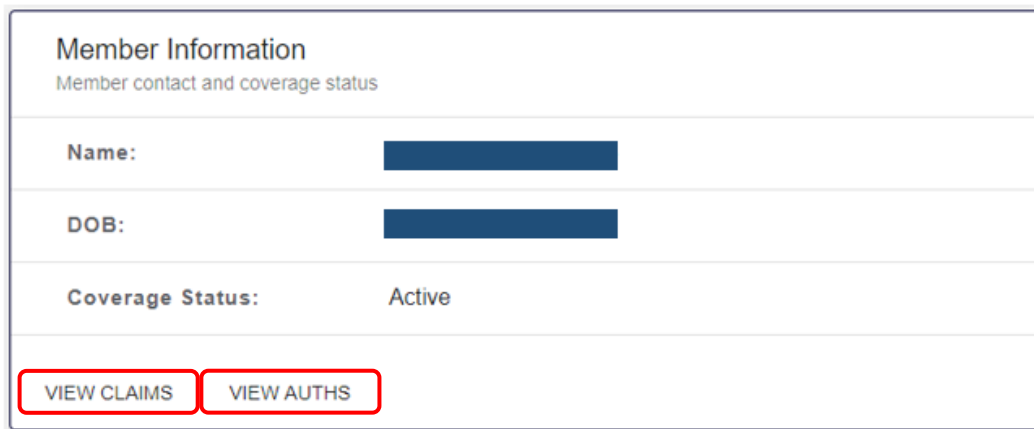 Member Information
Member contact and coverage status
Name:
DOB:
Coverage Status: Active
VIEW CLAIMS VIEW AUTHS